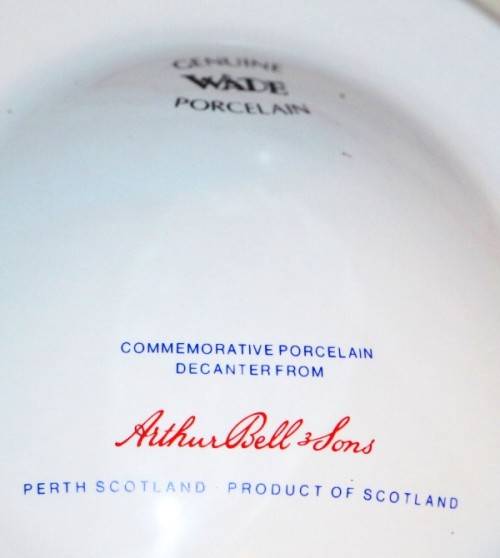 GENUINE
WADE
PORCELAIN
COMMEMORATIVE PORCELAIN
DECANTER FROM
Arthur Bell & Sons
PERTH SCOTLAND · PRODUCT OF SCOTLAND